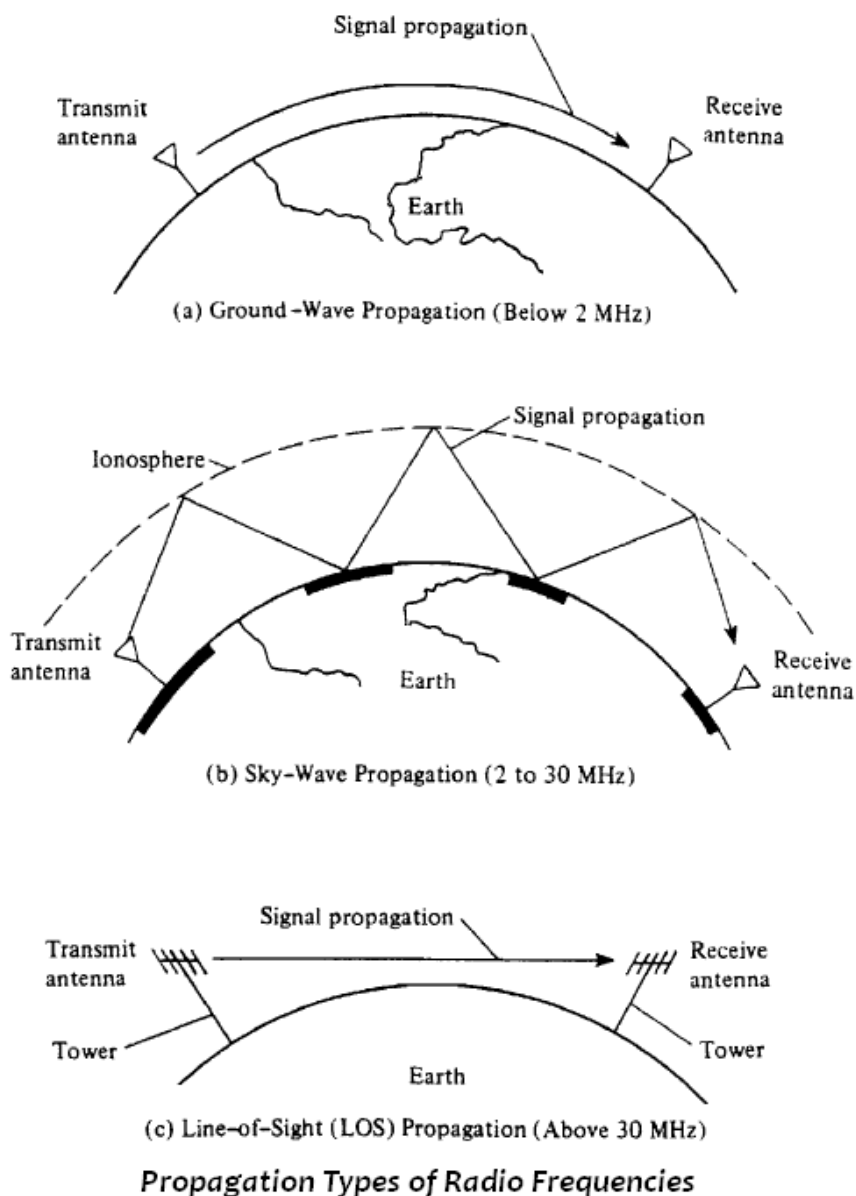 Signal propagation
Transmit
antenna
Receive
antenna
Earth
(a) Ground-Wave Propagation (Below 2 MHz)
Signal propagation
Ionosphere
Transmit
antenna
Earth
Receive
antenna
(b) Sky-Wave Propagation (2 to 30 MHz)
Signal propagation
Transmit
antenna
Receive
antenna
Tower
Tower
Earth
(c) Line-of-Sight (LOS) Propagation (Above 30 MHz)
Propagation Types of Radio Frequencies